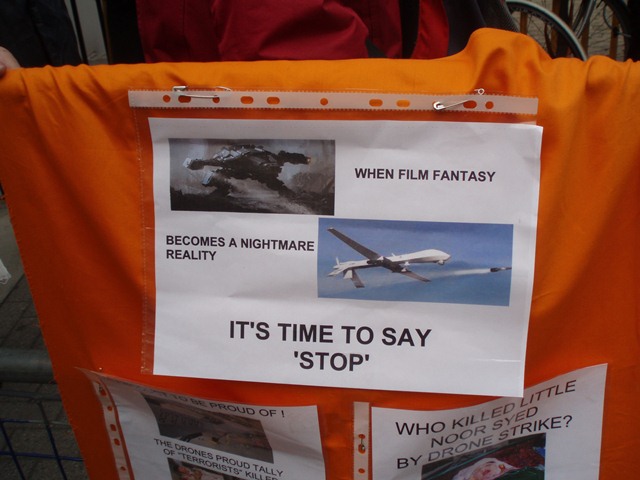 WHEN FILM FANTASY
BECOMES A NIGHTMARE
REALITY
IT'S TIME TO SAY
'STOP'
TO BE PROUD OF !
THE DRONES PROUD TALLY
OF "TERRORISTS" KILLED
WHO KILLED LITTLE
NOOR SYED
BY DRONE STRIKE?